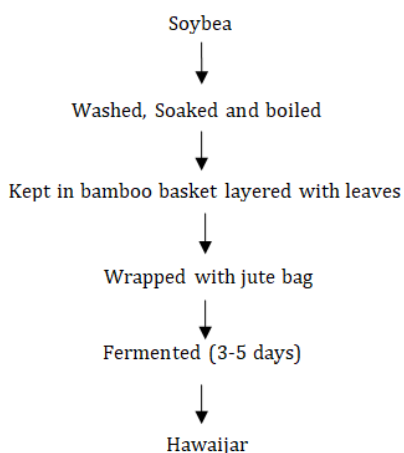 Soybea
Washed, Soaked and boiled
Kept in bamboo basket layered with leaves
Wrapped with jute bag
Fermented (3-5 days)
Hawaijar